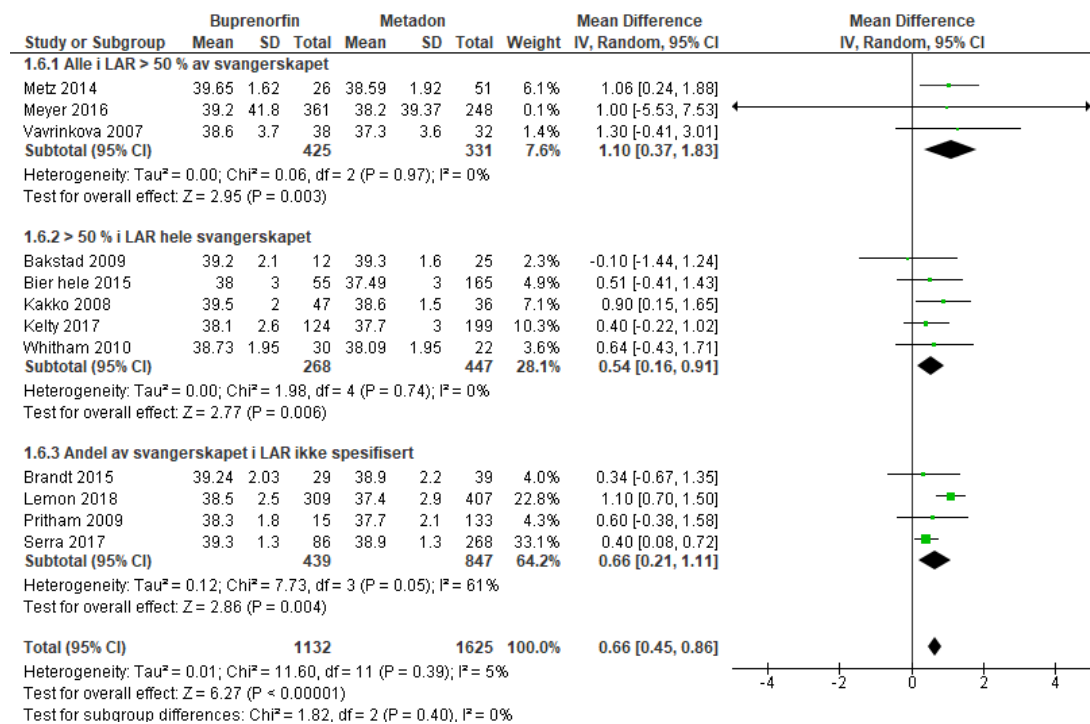 Buprenorfin Metadon Mean Difference Mean Difference
Study or Subgroup Mean SD Total Mean SD Total Weight IV, Random, 95% CI IV, Random, 95% CI
1.6.1 Alle i LAR > 50 % av svangerskapet
Metz 2014 39.65 1.62 26 38.59 1.92 51 6.1% 1.06 [0.24, 1.88]
Meyer 2016 39.2 41.8 361 38.2 39.37 248 0.1% 1.00 [-5.53, 7.53]
Vavrinkova 2007 38.6 3.7 38 37.3 3.6 32 1.4% 1.30 [-0.41, 3.01]
Subtotal (95% CI) 425 331 7.6% 1.10 [0.37, 1.83]
Heterogeneity: Tau² = 0.00; Chi² = 0.06, df = 2 (P = 0.97); I² = 0%
Test for overall effect: Z = 2.95 (P = 0.003)
1.6.2 > 50 % i LAR hele svangerskapet
Bakstad 2009 39.2 2.1 12 39.3 1.6 25 2.3% -0.10 [-1.44, 1.24]
Bier hele 2015 38 3 55 37.49 3 165 4.9% 0.51 [-0.41, 1.43]
Kakko 2008 39.5 2 47 38.6 1.5 36 7.1% 0.90 [0.15, 1.65]
Kelty 2017 38.1 2.6 124 37.7 3 199 10.3% 0.40 [-0.22, 1.02]
Whitham 2010 38.73 1.95 30 38.09 1.95 22 3.6% 0.64 [-0.43, 1.71]
Subtotal (95% CI) 268 447 28.1% 0.54 [0.16, 0.91]
Heterogeneity: Tau² = 0.00; Chi² = 1.98, df = 4 (P = 0.74); I² = 0%
Test for overall effect: Z = 2.77 (P = 0.006)
1.6.3 Andel av svangerskapet i LAR ikke spesifisert
Brandt 2015 39.24 2.03 29 38.9 2.2 39 4.0% 0.34 [-0.67, 1.35]
Lemon 2018 38.5 2.5 309 37.4 2.9 407 22.8% 1.10 [0.70, 1.50]
Pritham 2009 38.3 1.8 15 37.7 2.1 133 4.3% 0.60 [-0.38, 1.58]
Serra 2017 39.3 1.3 86 38.9 1.3 268 33.1% 0.40 [0.08, 0.72]
Subtotal (95% CI) 439 847 64.2% 0.66 [0.21, 1.11]
Heterogeneity: Tau² = 0.12; Chi² = 7.73, df = 3 (P = 0.05); I² = 61%
Test for overall effect: Z = 2.86 (P = 0.004)
Total (95% CI) 1132 1625 100.0% 0.66 [0.45, 0.86]
Heterogeneity: Tau² = 0.01; Chi² = 11.60, df = 11 (P = 0.39); I² = 5%
Test for overall effect: Z = 6.27 (P < 0.00001)
Test for subgroup differences: Chi² = 1.82, df = 2 (P = 0.40), I² = 0%
-4 -2 0 2 4